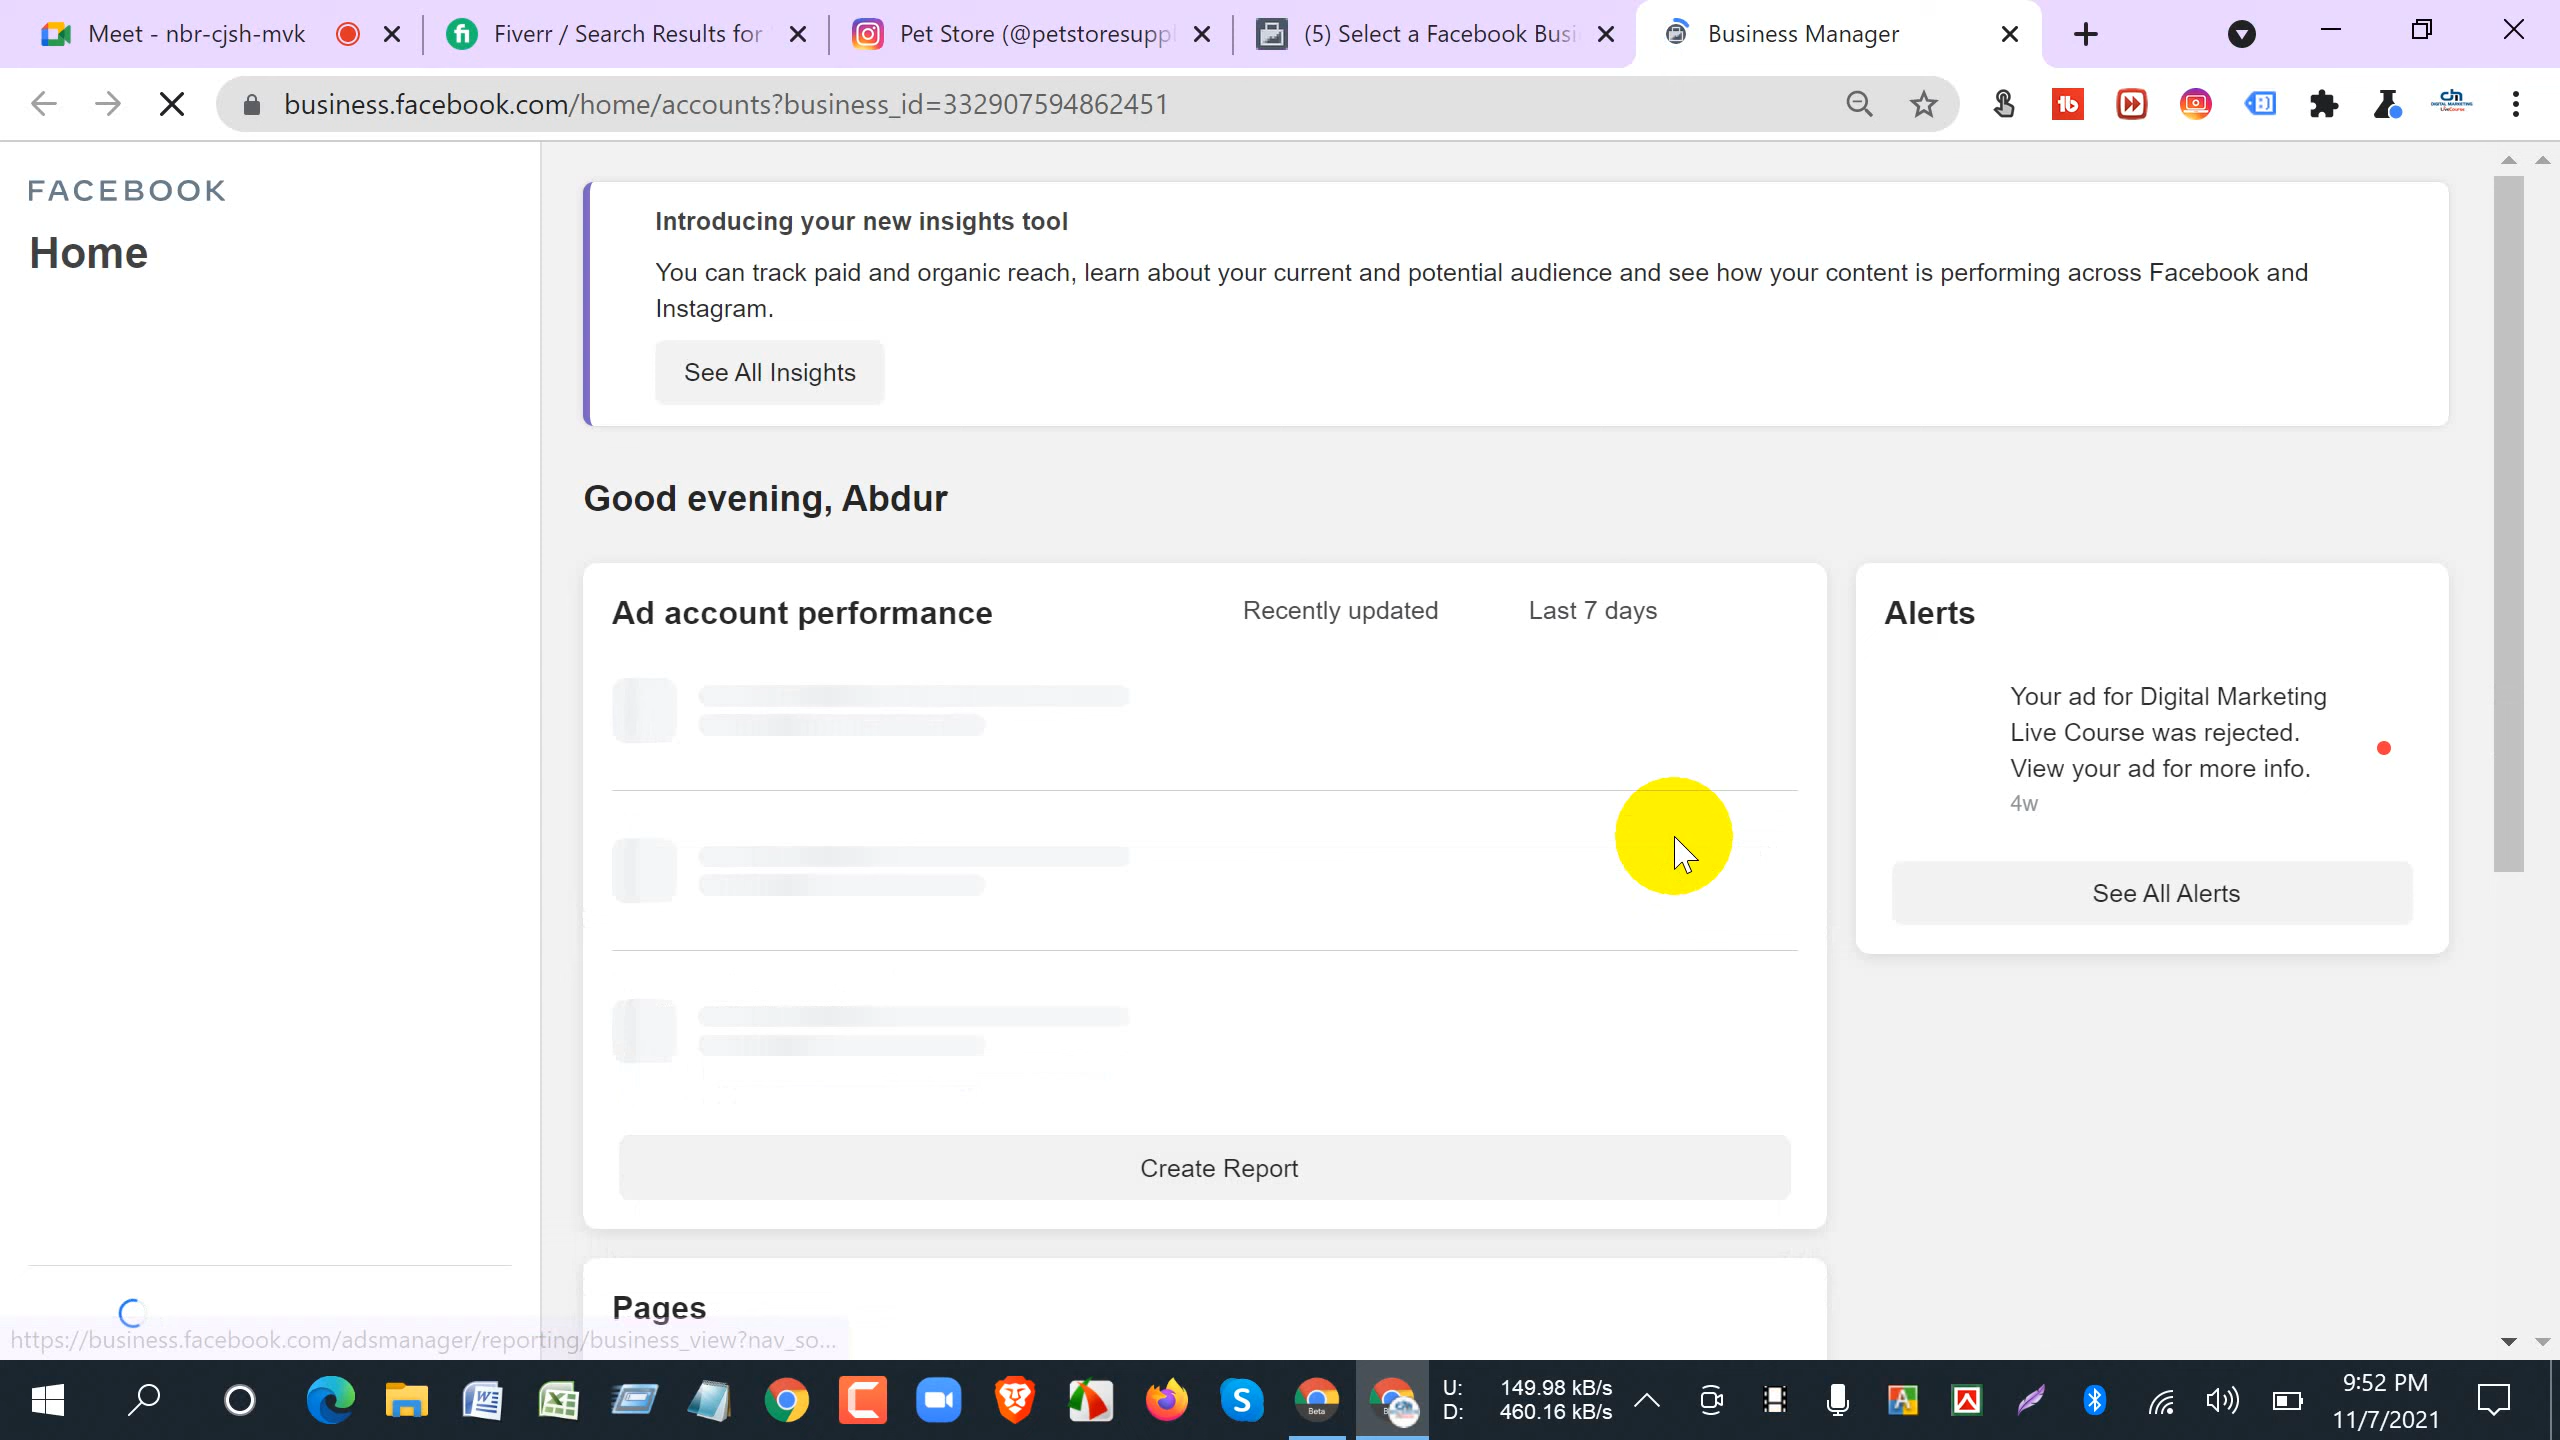 Meet - nbr-cjsh-mvk
Fiverr / Search Results for
Pet Store (@petstoresuppl
(5) Select a Facebook Busi
Business Manager
business.facebook.com/home/accounts?business_id=332907594862451
FACEBOOK
Home
Introducing your new insights tool
You can track paid and organic reach, learn about your current and potential audience and see how your content is performing across Facebook and
Instagram.
See All Insights
Good evening, Abdur
Ad account performance
Recently updated
Last 7 days
Alerts
Your ad for Digital Marketing
Live Course was rejected.
View your ad for more info.
4w
See All Alerts
Create Report
Pages
https://business.facebook.com/adsmanager/reporting/business_view?nav_so...
U: 149.98 kB/s
D: 460.16 kB/s
9:52 PM
11/7/2021